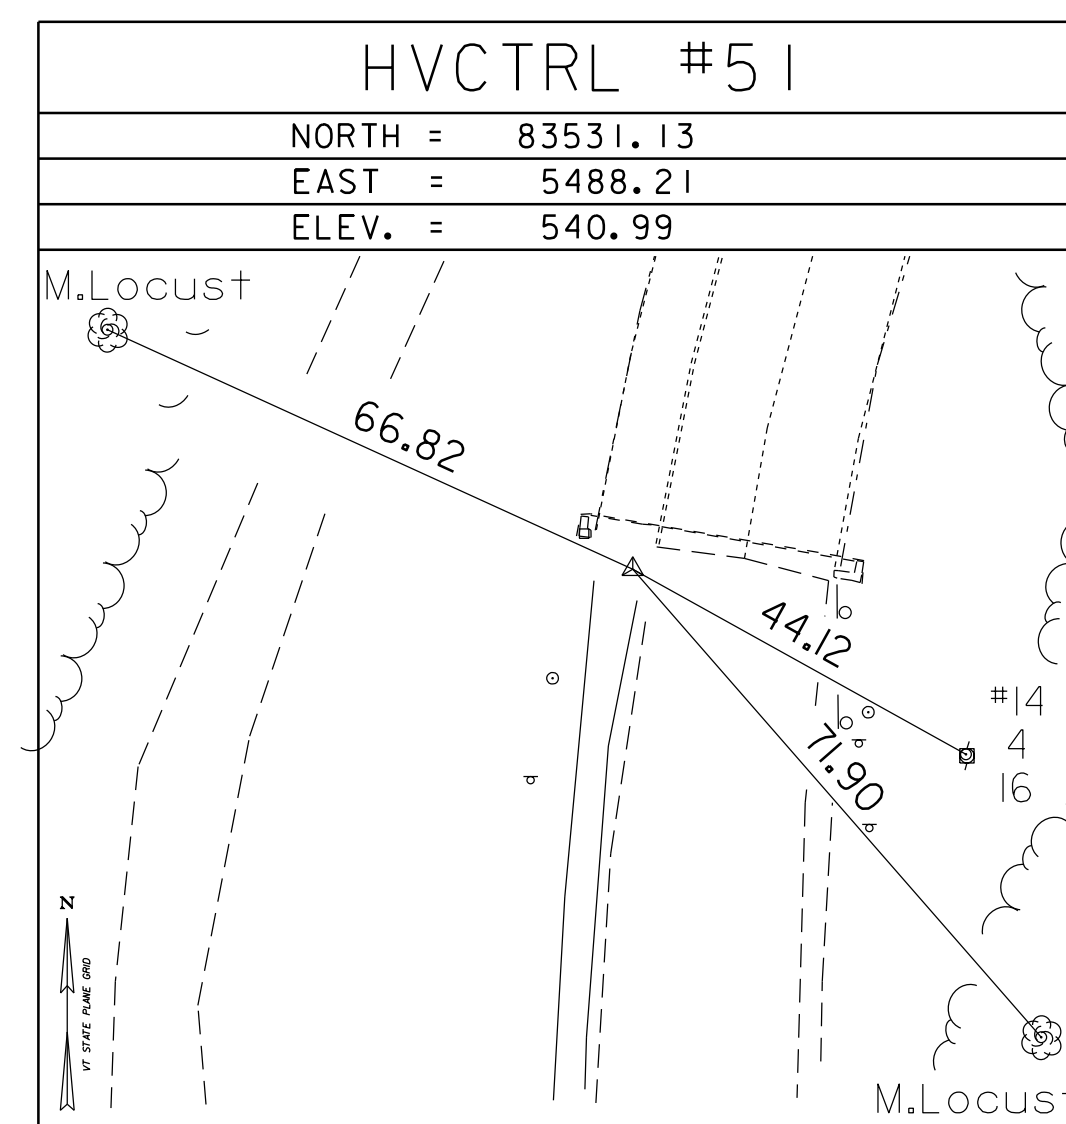 HVCTRL #51
NORTH = 83531.13
EAST = 5488.21
ELEV. = 540.99
M.Locust
66.82
44.12
#14
4
16
71.90
N
VT STATE PLANE GRID
M.Locust